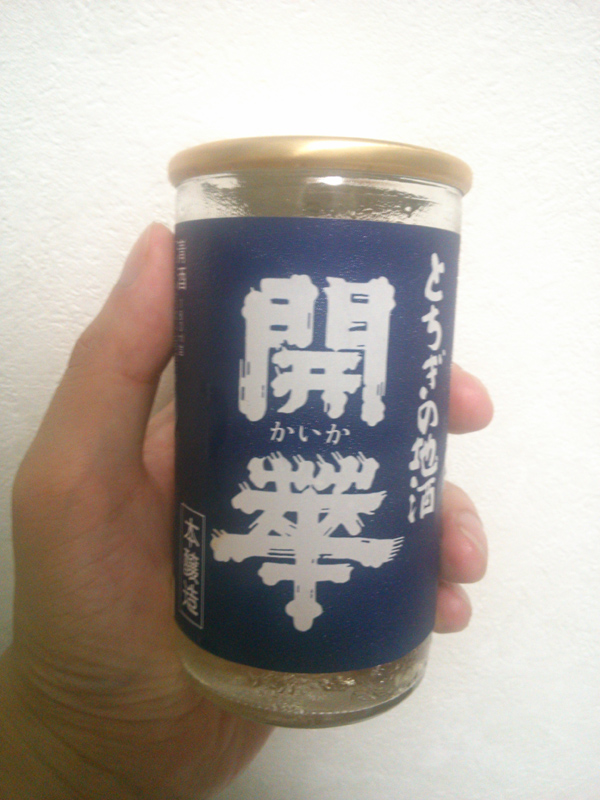 とちぎの地酒
開華
かいか
本醸造